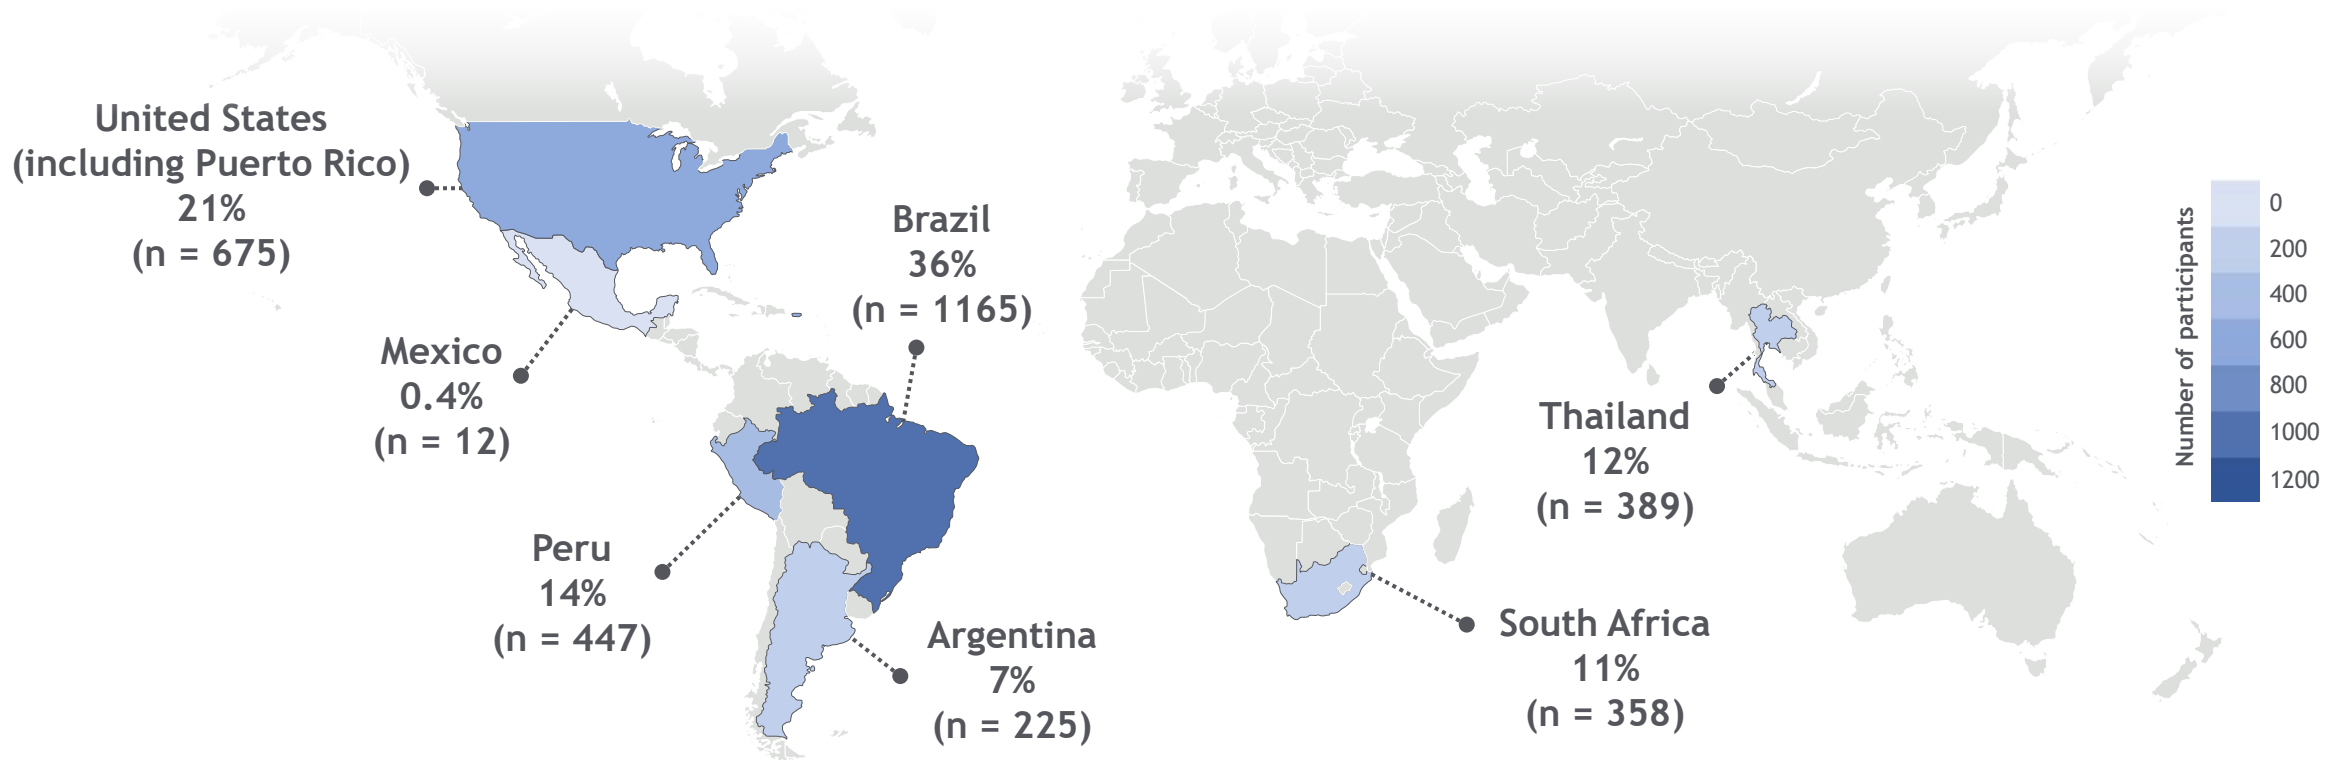 United States
(including Puerto Rico)
21%
(n = 675)
Mexico
0.4%
(n = 12)
Brazil
36%
(n = 1165)
Peru
14%
(n = 447)
Argentina
7%
(n = 225)
South Africa
11%
(n = 358)
Thailand
12%
(n = 389)
Number of participants
0
200
400
600
800
1000
1200